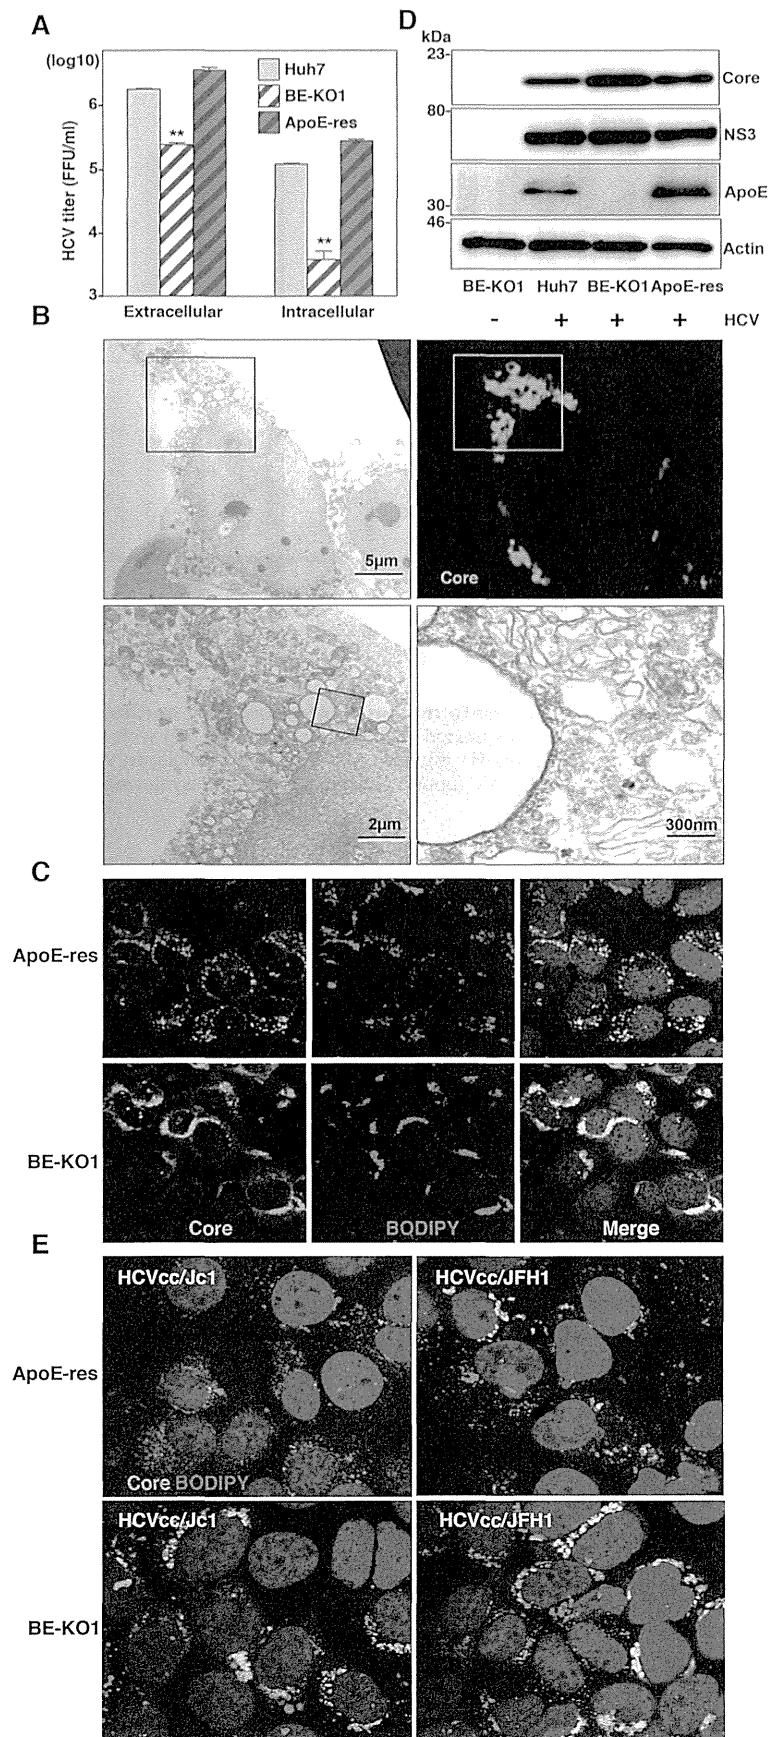 A
(log10)
HCV titer (FFU/ml)
6
5
4
3
Huh7
BE-KO1
ApoE-res
**
**
Extracellular
Intracellular
D
kDa
23-
Core
80-
NS3
ApoE
30-
46-
Actin
BE-KO1 Huh7 BE-KO1 ApoE-res
- + + + HCV
B
5μm
Core
2μm
300nm
C
ApoE-res
BE-KO1
Core
BODIPY
Merge
E
HCVcc/Jc1
HCVcc/JFH1
ApoE-res
Core BODIPY
HCVcc/Jc1
HCVcc/JFH1
BE-KO1